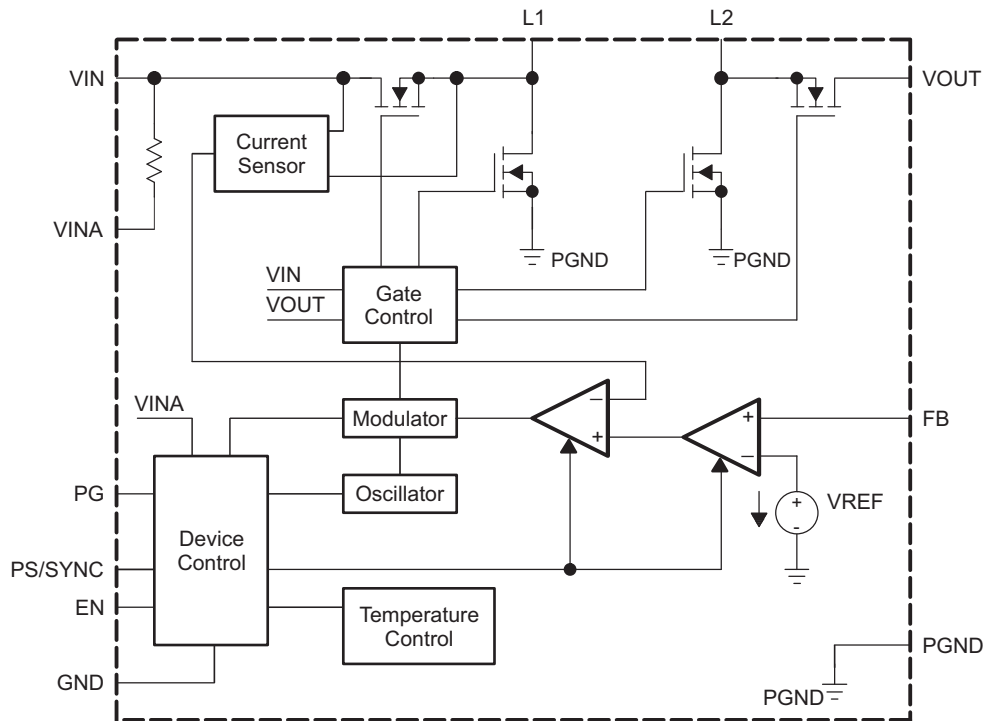 L1
L2
VIN
VOUT
Current
Sensor
VINA
PGND
PGND
VIN
VOUT
Gate
Control
VINA
Modulator
−
+
+
−
FB
PG
Oscillator
+
-
VREF
Device
Control
PS/SYNC
EN
Temperature
Control
PGND
GND
PGND